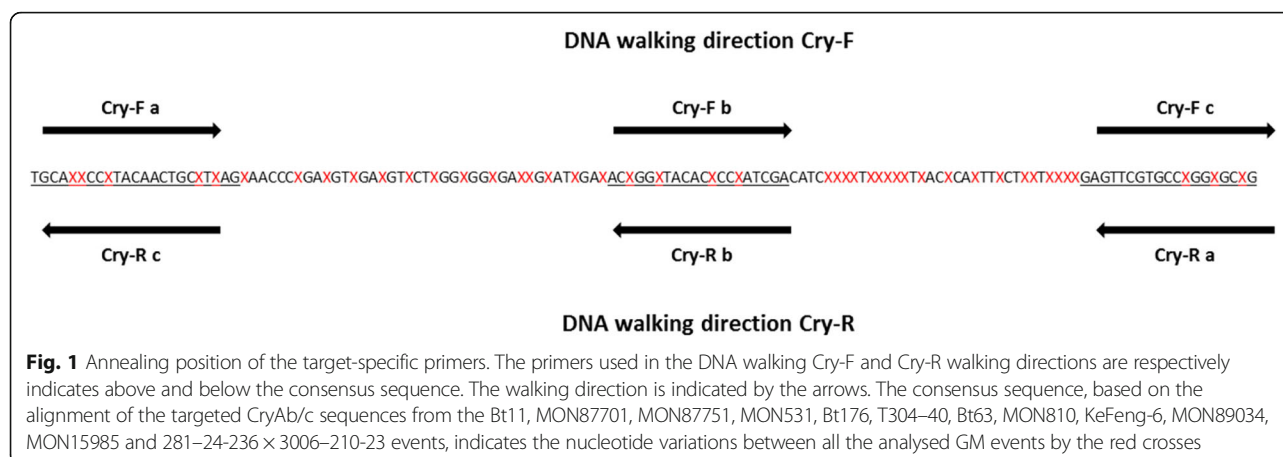 DNA walking direction Cry-F
Cry-F a Cry-F b Cry-F c
TGCAXXCCXTACAACTGCXTXAGXAACCCXGAXGTXGAXGTXCTXGGXGGXGAXXGXATXGAXACXGGXTACACXCCXATCGACATCXXXXTXXXXXTXACXCAXTTXCTXXTXXXXGAGTTCGTGCCXGGXGCXG
Cry-R c Cry-R b Cry-R a
DNA walking direction Cry-R
Fig. 1 Annealing position of the target-specific primers. The primers used in the DNA walking Cry-F and Cry-R walking directions are respectively
indicates above and below the consensus sequence. The walking direction is indicated by the arrows. The consensus sequence, based on the
alignment of the targeted CryAb/c sequences from the Bt11, MON87701, MON87751, MON531, Bt176, T304–40, Bt63, MON810, KeFeng-6, MON89034,
MON15985 and 281–24-236 × 3006–210-23 events, indicates the nucleotide variations between all the analysed GM events by the red crosses